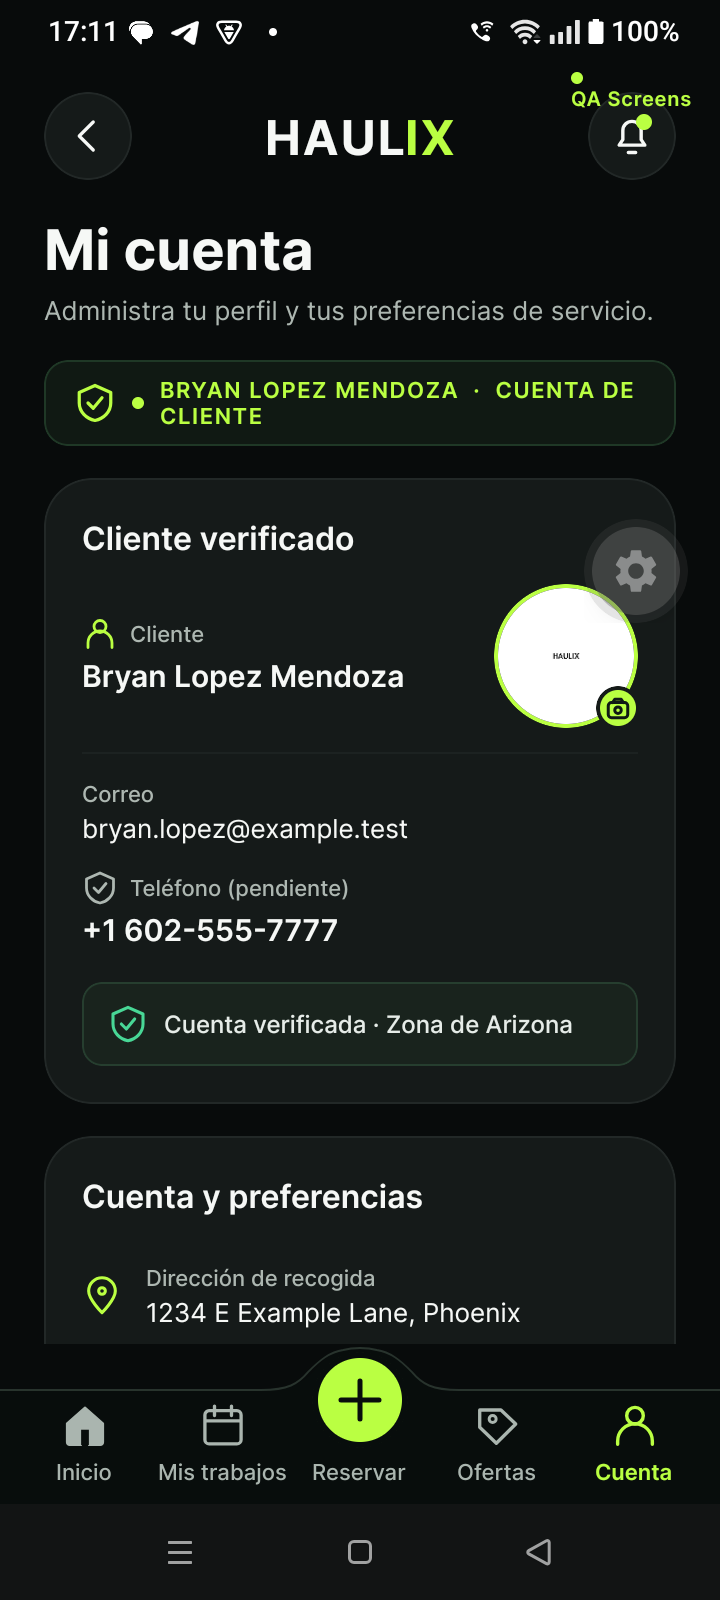 17:11
100%
QA Screens
HAULIX
Mi cuenta
Administra tu perfil y tus preferencias de servicio.
BRYAN LOPEZ MENDOZA · CUENTA DE
CLIENTE
Cliente verificado
Cliente
Bryan Lopez Mendoza
HAULIX
Correo
bryan.lopez@example.test
Teléfono (pendiente)
+1 602-555-7777
Cuenta verificada · Zona de Arizona
Cuenta y preferencias
Dirección de recogida
1234 E Example Lane, Phoenix
Inicio
Mis trabajos
Reservar
Ofertas
Cuenta